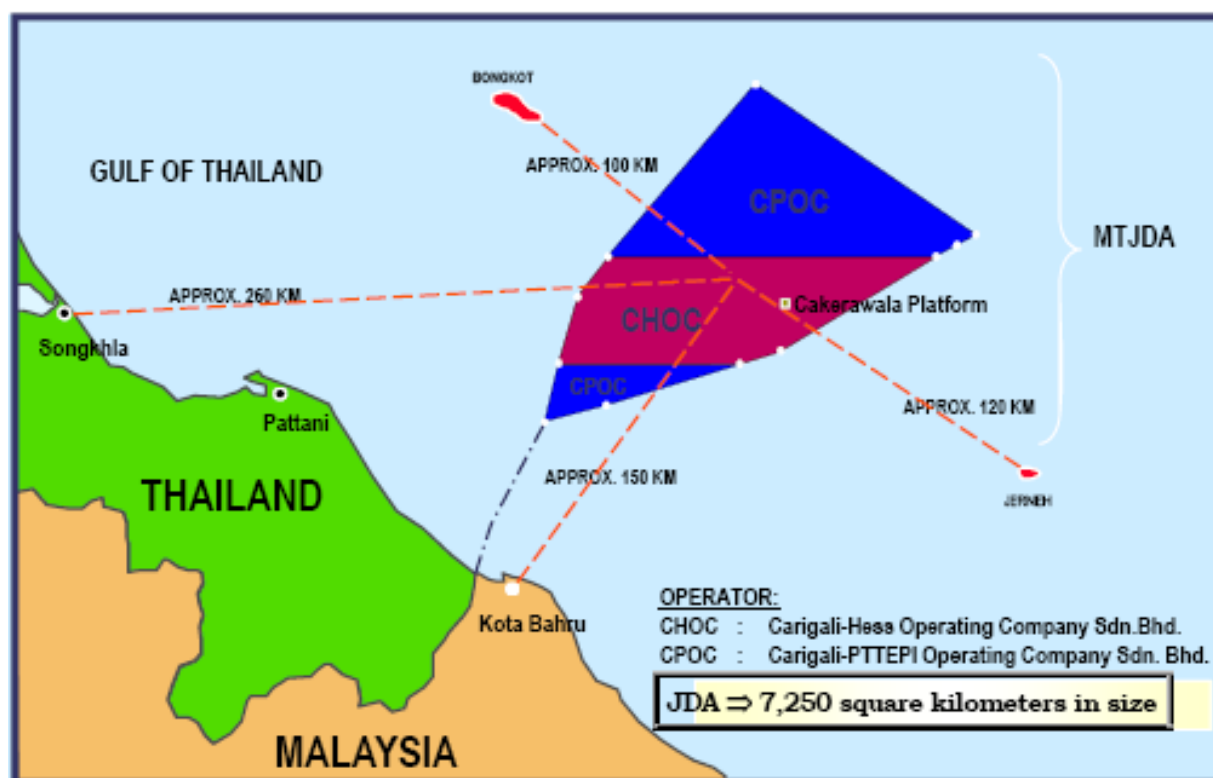 BONGKOT
GULF OF THAILAND
APPROX. 100 KM
CPOC
MTJDA
APPROX. 260 KM
CHOC
Cakerawala Platform
Songkhla
CPOC
Pattani
APPROX. 120 KM
APPROX. 150 KM
THAILAND
JERNEH
Kota Bahru
OPERATOR:
CHOC : Carigali-Hess Operating Company Sdn.Bhd.
CPOC : Carigali-PTTEPI Operating Company Sdn. Bhd.
JDA ⇒ 7,250 square kilometers in size
MALAYSIA